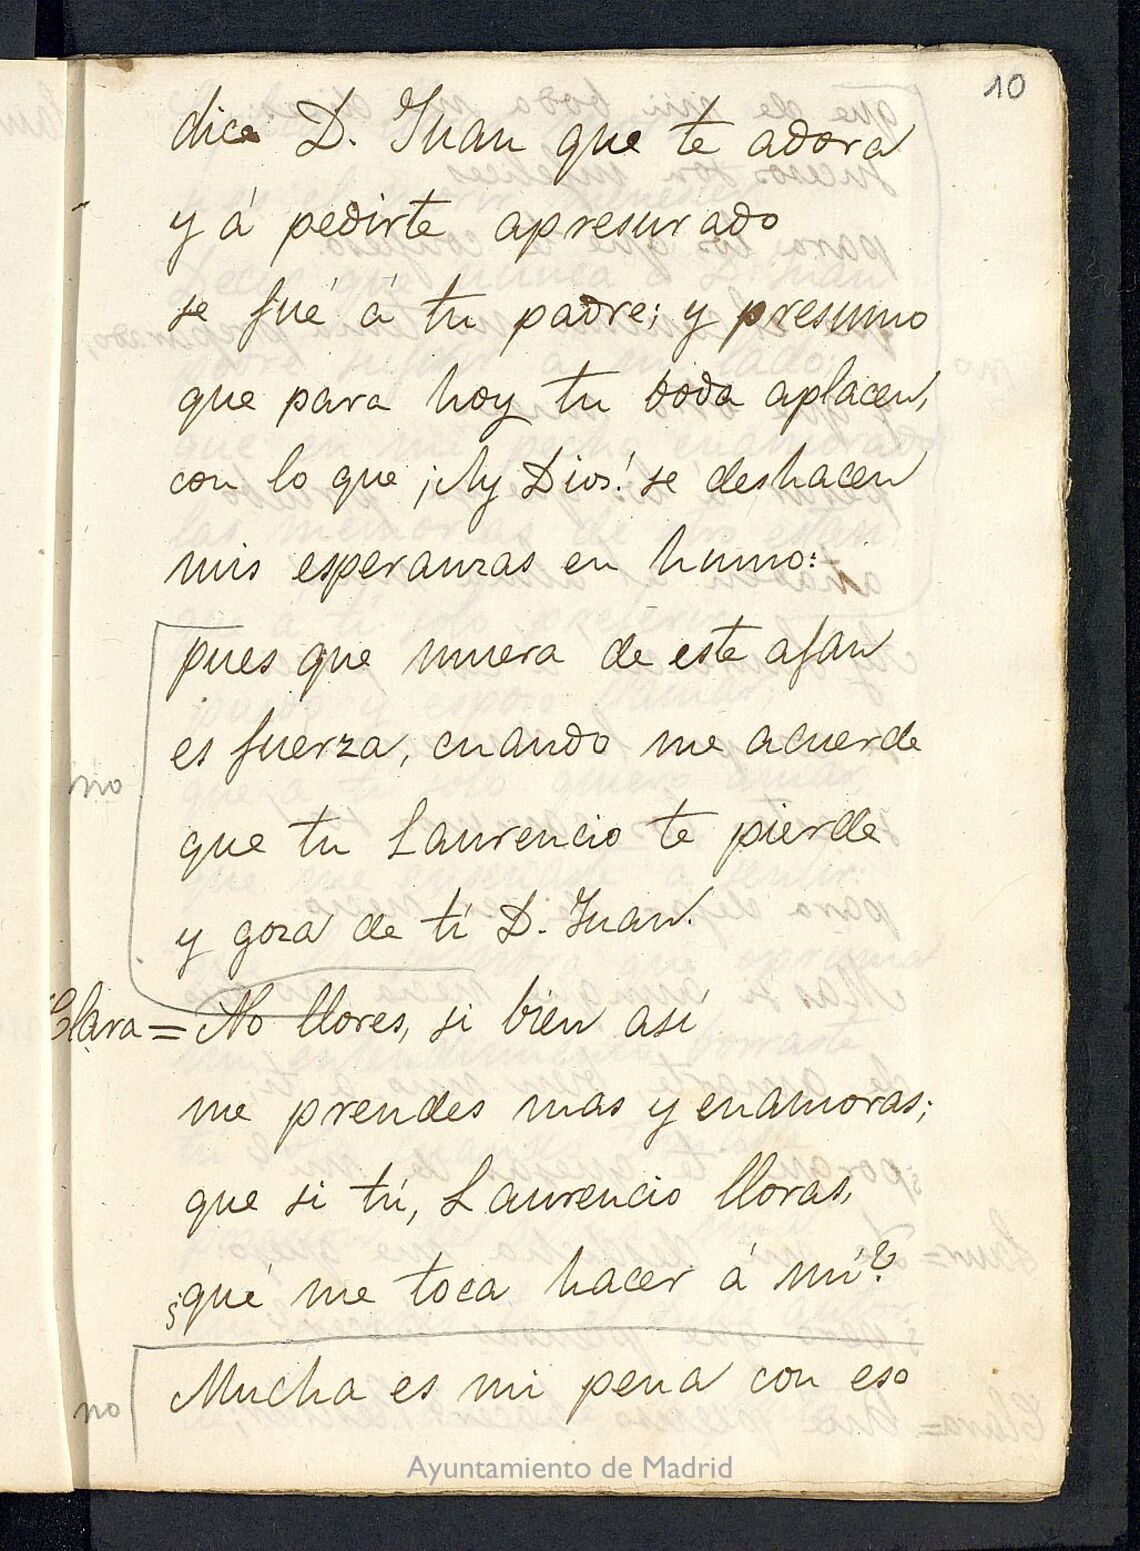 10
dice D. Juan que te adora
y á pedirte apresurado
se fué á tu padre; y presumo
que para hoy tu boda aplacen,
con lo que ¡Ay Dios! se deshacen
mis esperanzas en humo:
pues que muera de este afan
es fuerza, cuando me acuerde
no
que tu Laurencio te pierde
y goza de tí D. Juan.
Clara = No llores, si bien así
me prendes mas y enamoras;
que si tú, Laurencio lloras,
¿qué me toca hacer á mí?
Mucha es mi pena con eso
no
Ayuntamiento de Madrid